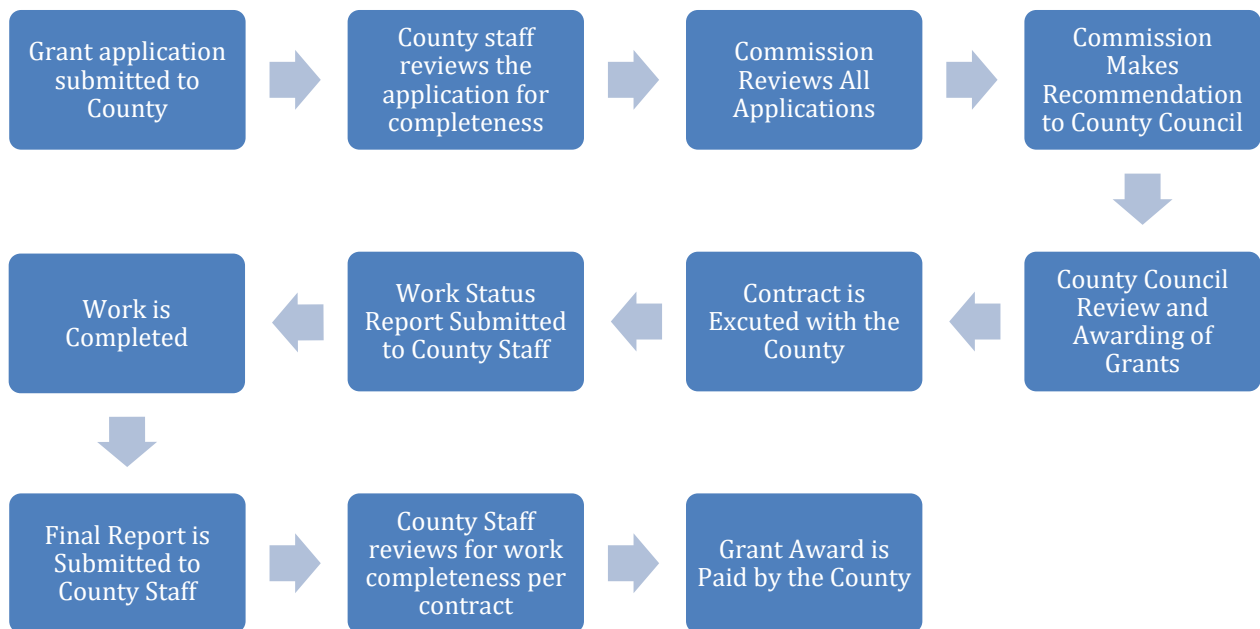 Grant application
submitted to
County
County staff
reviews the
application for
completeness
Commission
Reviews All
Applications
Commission
Makes
Recommendation
to County Council
County Council
Review and
Awarding of
Grants
Contract is
Excuted with the
County
Work Status
Report Submitted
to County Staff
Work is
Completed
Final Report is
Submitted to
County Staff
County Staff
reviews for work
completeness per
contract
Grant Award is
Paid by the County